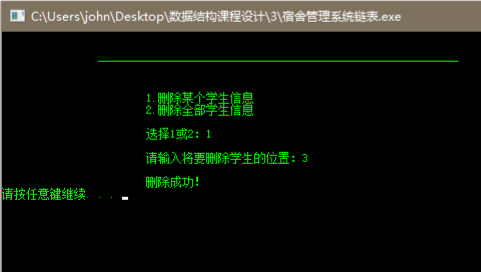 C:\Users\john\Desktop\数据结构课程设计\3\宿舍管理系统链表.exe
1.删除某个学生信息
2.删除全部学生信息
选择1或2：1
请输入将要删除学生的位置：3
删除成功!
请按任意键继续. . .